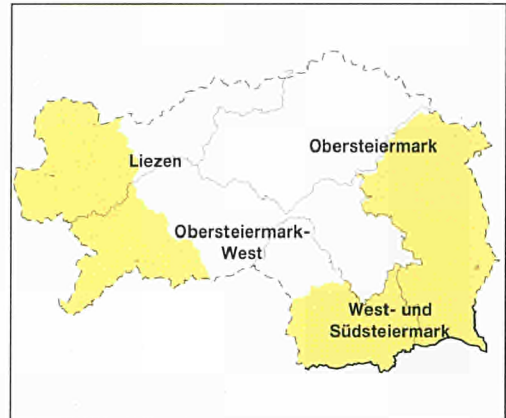 Obersteiermark
Liezen
Obersteiermark-
West
West- und
Südsteiermark